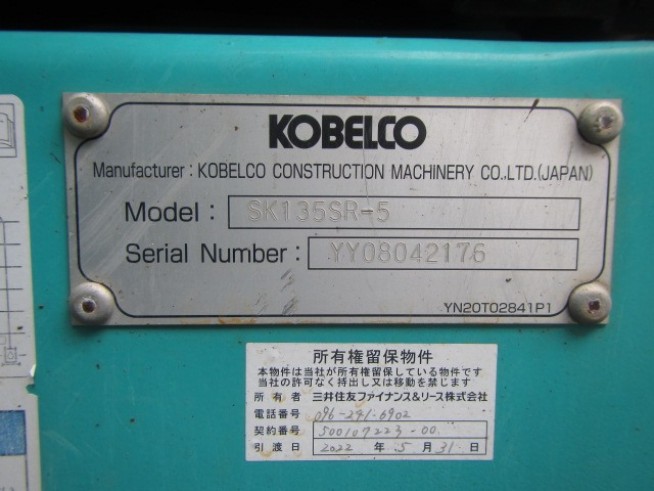 KOBELCO
Manufacturer : KOBELCO CONSTRUCTION MACHINERY CO.,LTD.(JAPAN)
Model : SK135SR-5
Serial Number : YY08042176
YN20T02841P1
所有権留保物件
本物件は当社が所有権留保している物件です
当社の許可なく持出し又は移動を禁じます
所有者 三井住友ファイナンス&リース株式会社
電話番号 096-241-6902
契約番号 500107223-00
引渡日 2022 年 5 月 31 日